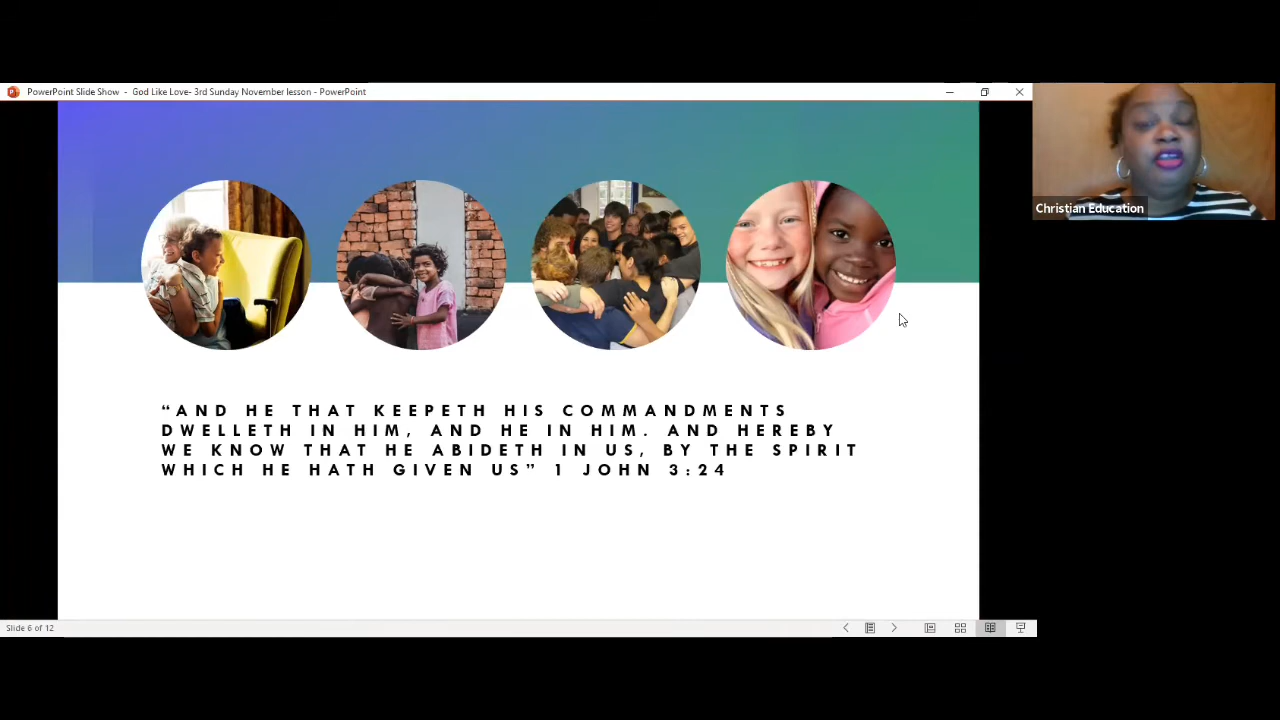 PowerPoint Slide Show - God Like Love- 3rd Sunday November lesson - PowerPoint
Christian Education
“AND HE THAT KEEPETH HIS COMMANDMENTS
DWELLETH IN HIM, AND HE IN HIM. AND HEREBY
WE KNOW THAT HE ABIDETH IN US, BY THE SPIRIT
WHICH HE HATH GIVEN US” 1 JOHN 3:24
Slide 6 of 12